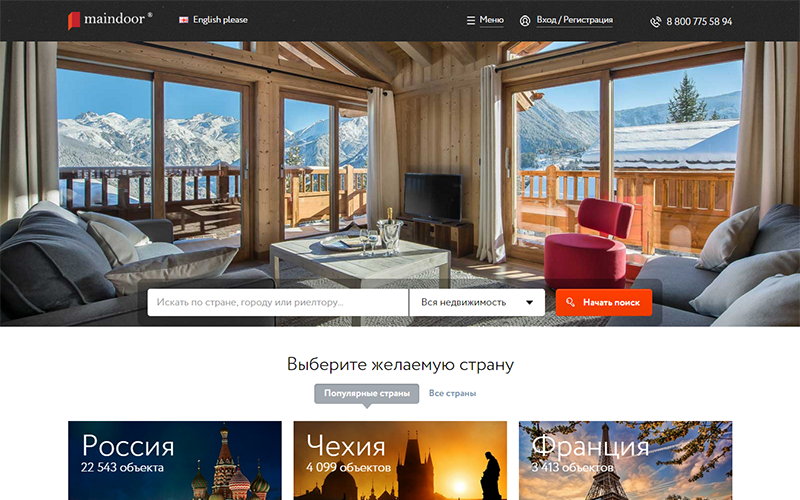 maindoor ®
English please
Меню
Вход / Регистрация
8 800 775 58 94
Искать по стране, городу или риелтору...
Вся недвижимость
Начать поиск
Выберите желаемую страну
Популярные страны
Все страны
Россия
22 543 объекта
Чехия
4 099 объектов
Франция
3 413 объектов